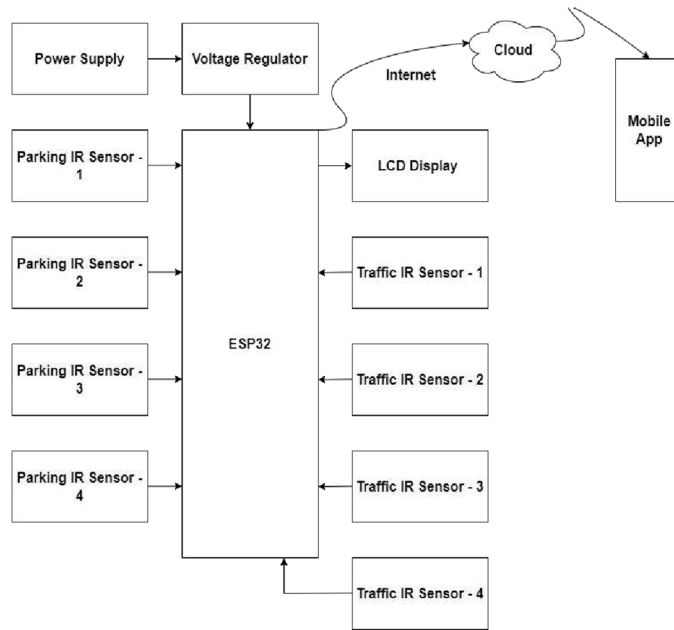 Power Supply
Voltage Regulator
Cloud
Internet
Mobile
App
Parking IR Sensor -
1
LCD Display
Parking IR Sensor -
2
Traffic IR Sensor - 1
ESP32
Parking IR Sensor -
3
Traffic IR Sensor - 2
Parking IR Sensor -
4
Traffic IR Sensor - 3
Traffic IR Sensor - 4